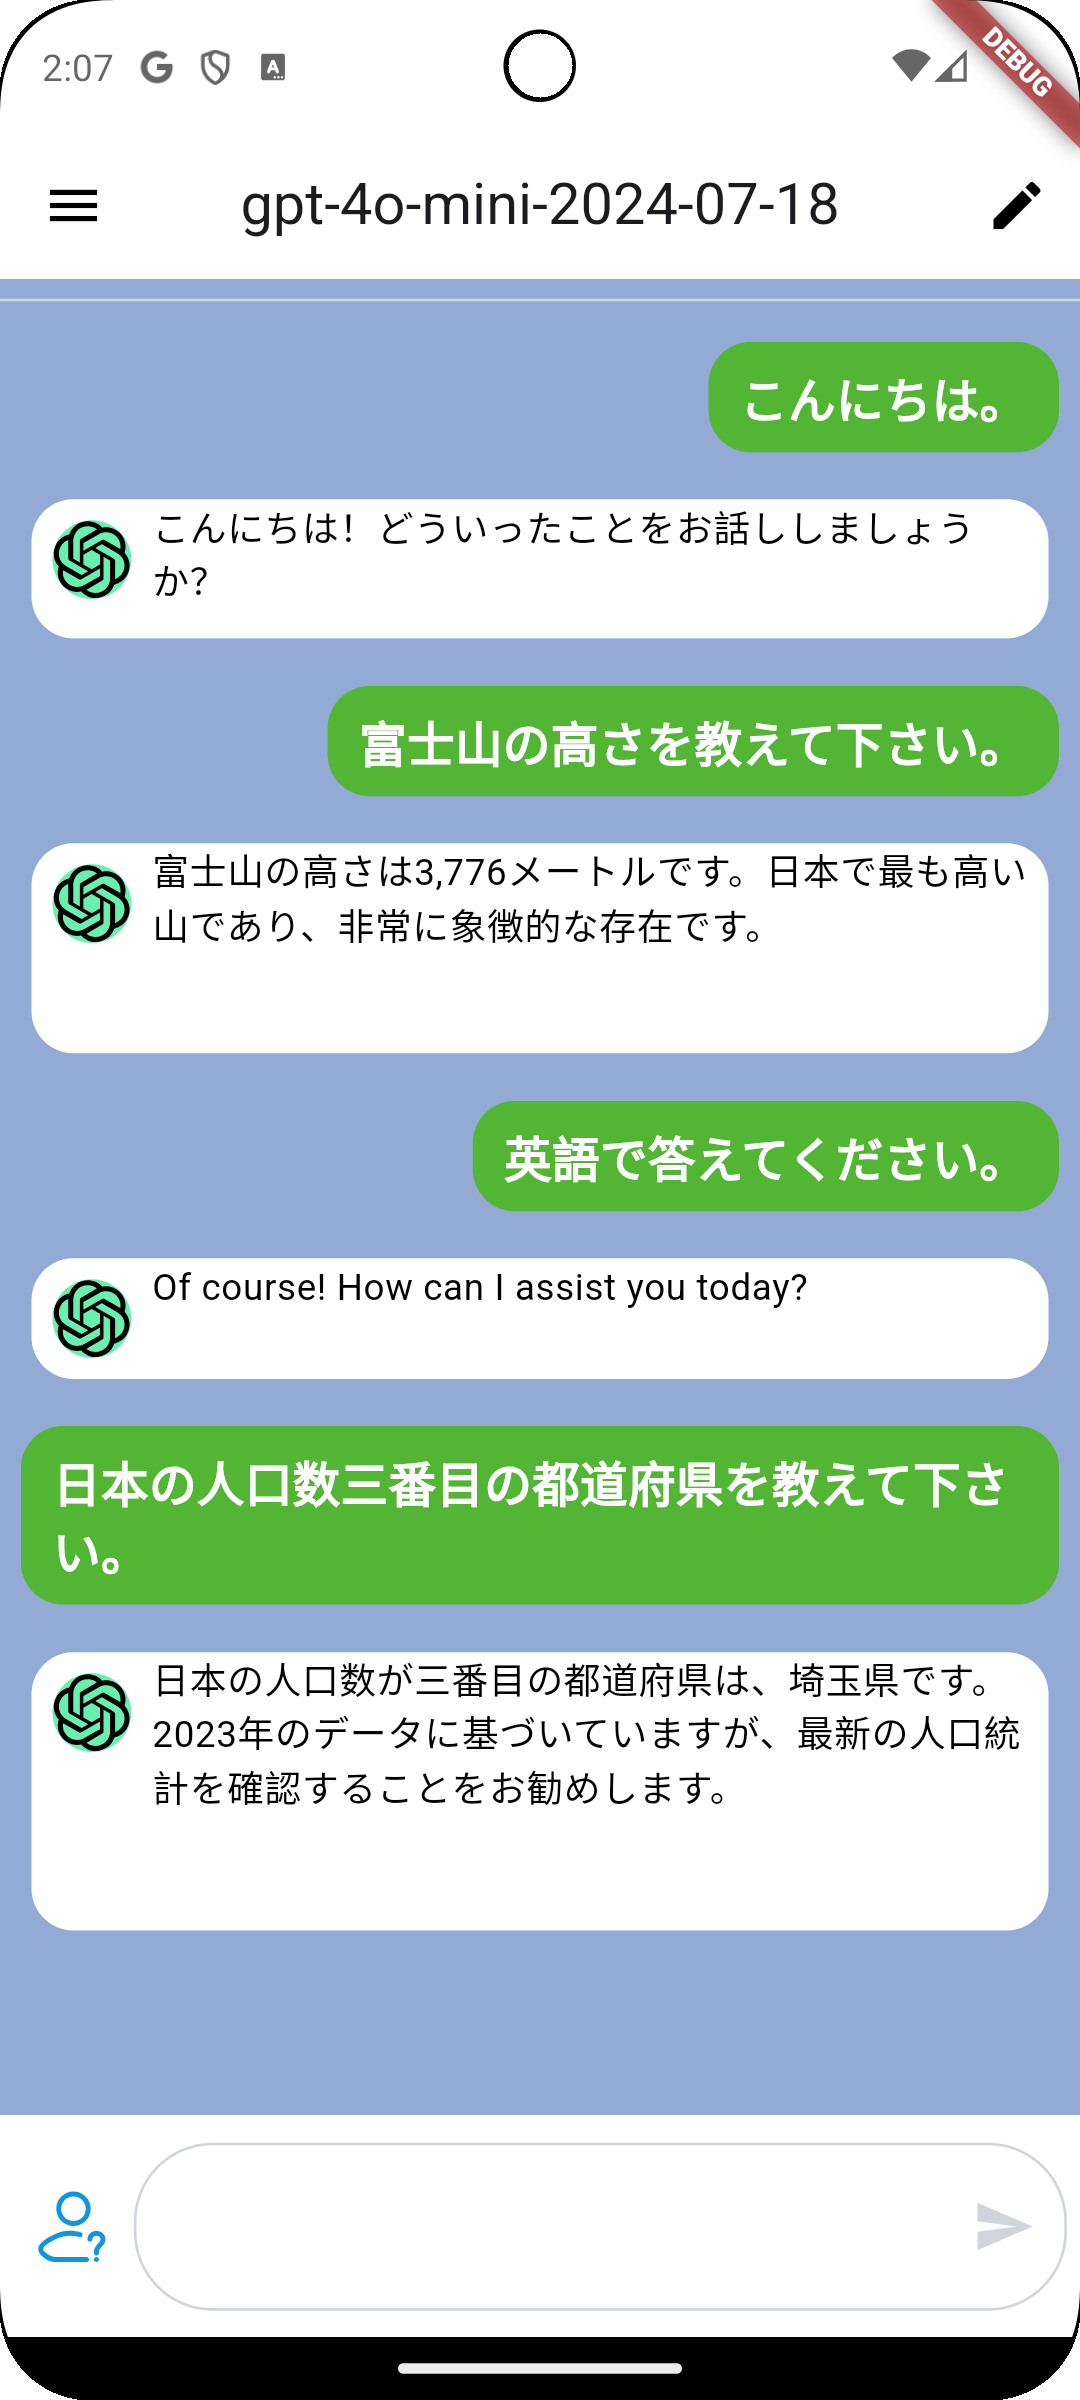 2:07
DEBUG
gpt-4o-mini-2024-07-18
こんにちは。
こんにちは！どういったことをお話ししましょう
か？
富士山の高さを教えて下さい。
富士山の高さは3,776メートルです。日本で最も高い
山であり、非常に象徴的な存在です。
英語で答えてください。
Of course! How can I assist you today?
日本の人口数三番目の都道府県を教えて下さ
い。
日本の人口数が三番目の都道府県は、埼玉県です。
2023年のデータに基づいていますが、最新の人口統
計を確認することをお勧めします。